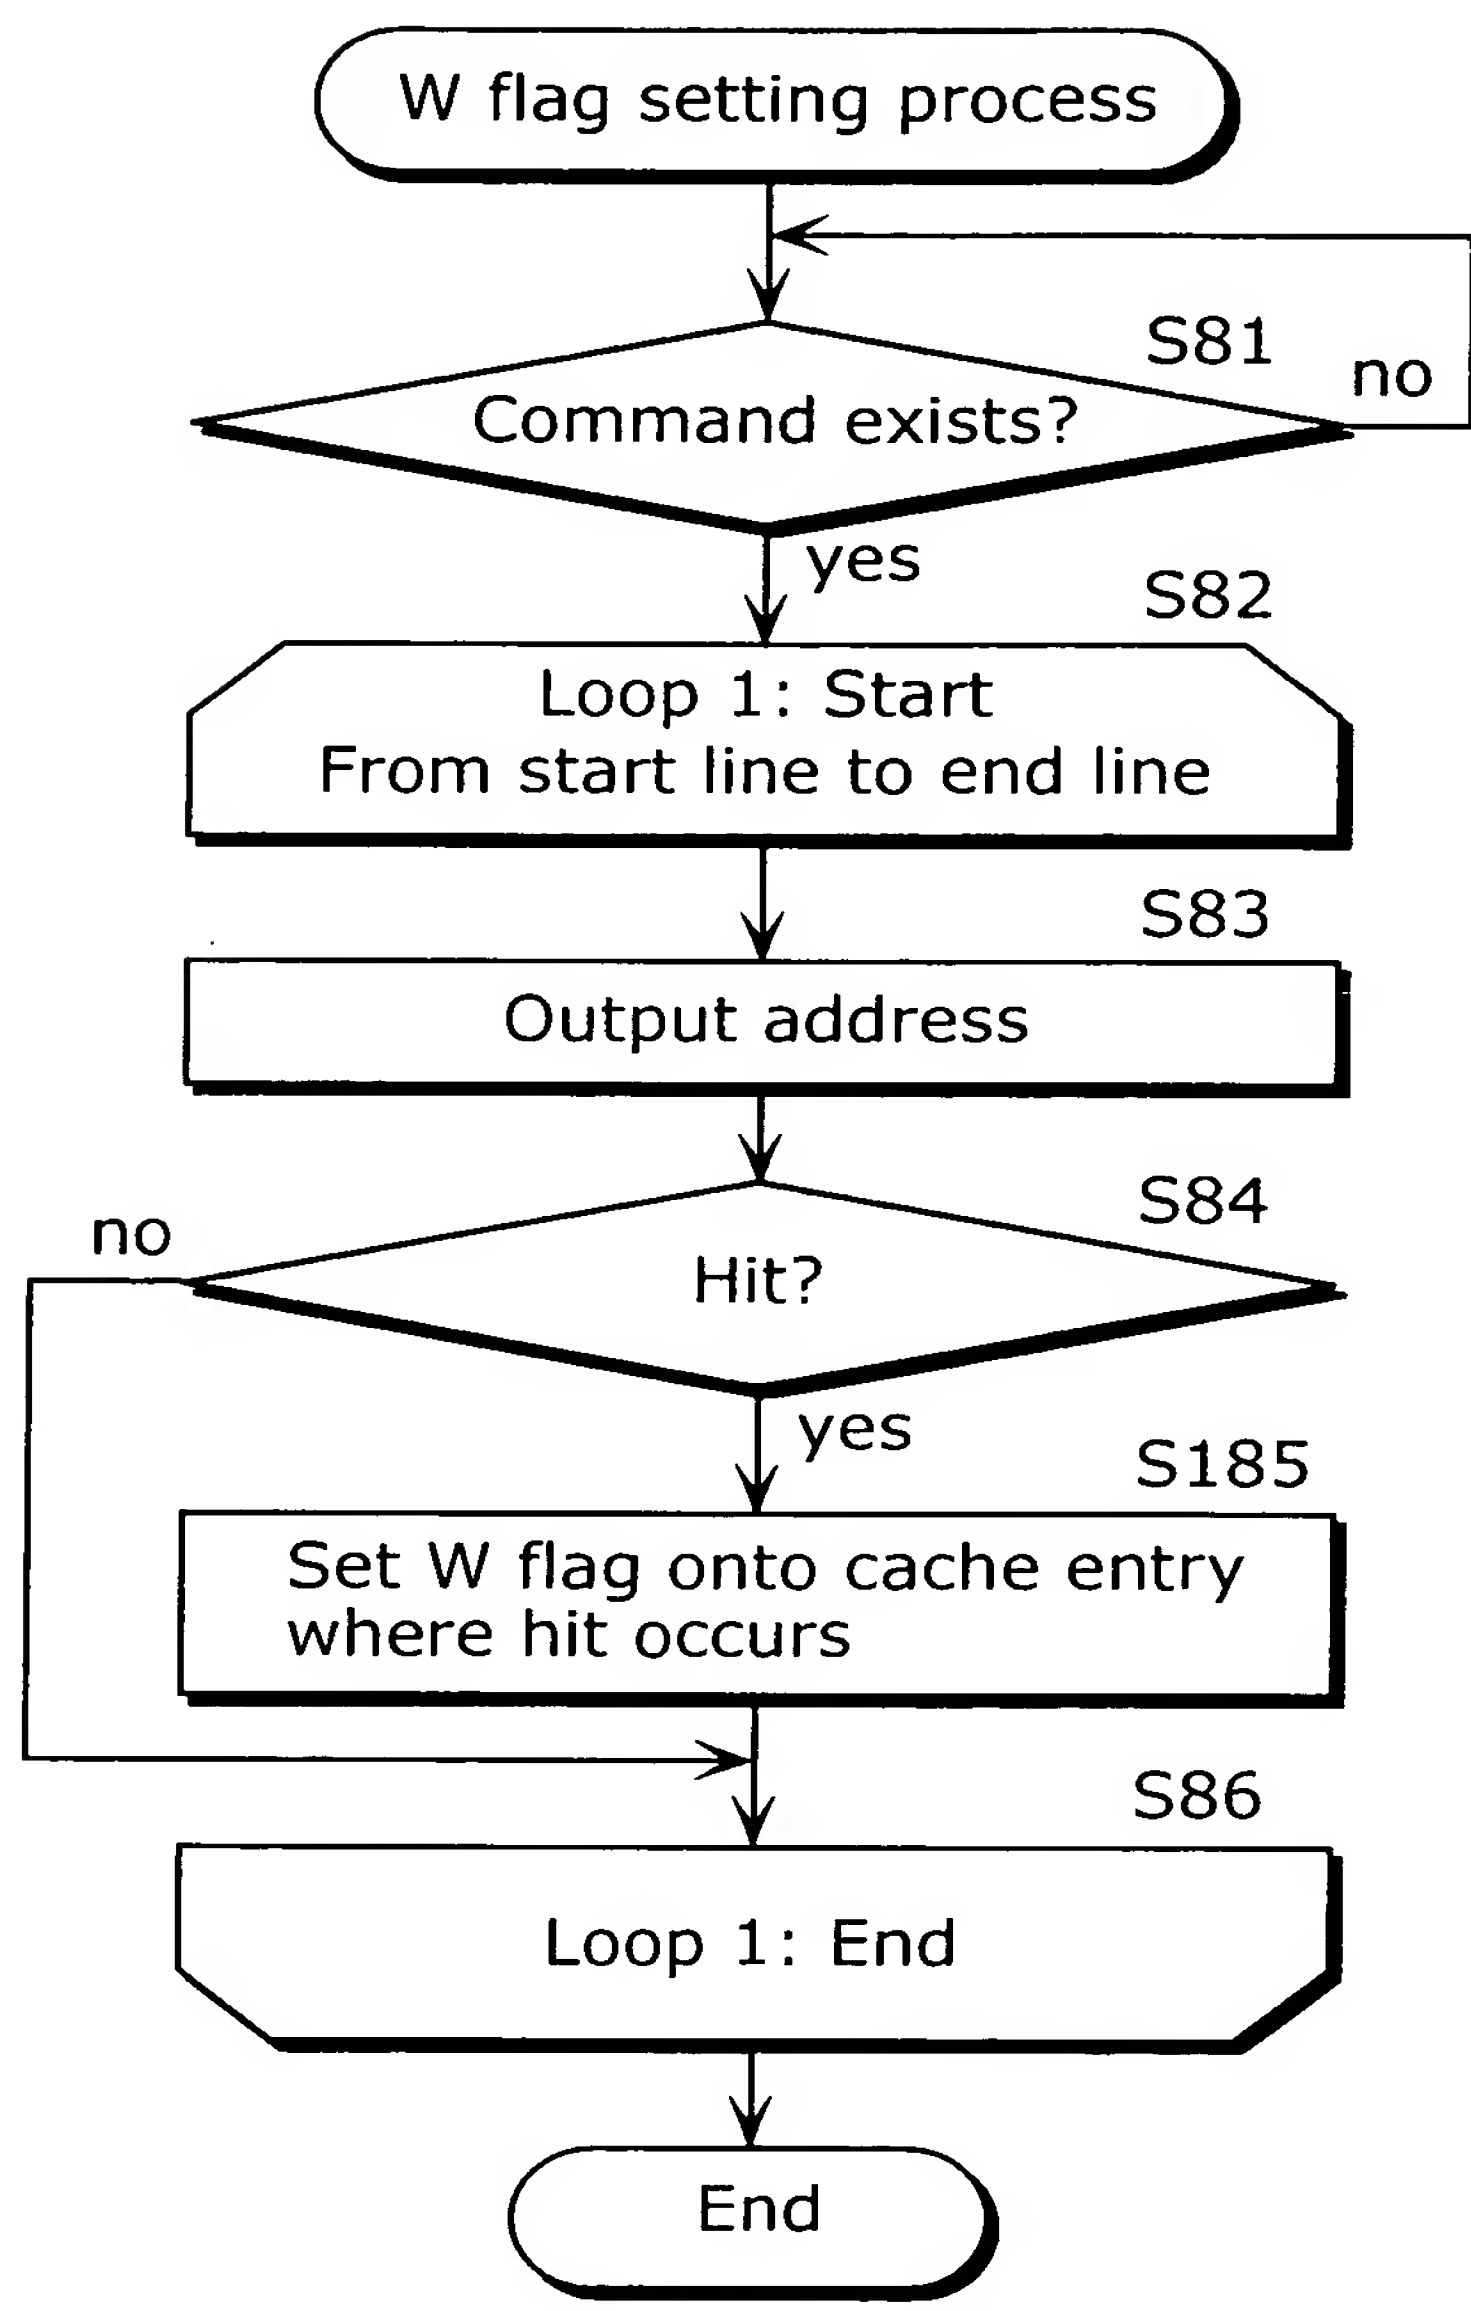 W flag setting process
S81
Command exists?
no
yes
S82
Loop 1: Start
From start line to end line
S83
Output address
S84
no
Hit?
yes
S185
Set W flag onto cache entry
where hit occurs
S86
Loop 1: End
End